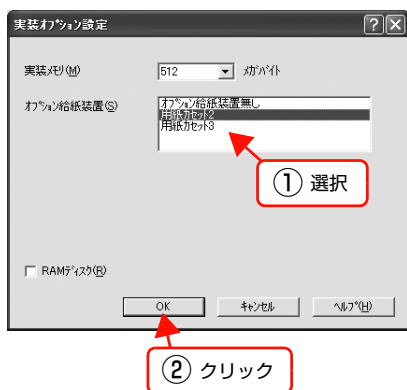 実装ｵﾌﾟｼｮﾝ設定
実装ﾒﾓﾘ(M) 512 ﾒｶﾞﾊﾞｲﾄ
ｵﾌﾟｼｮﾝ給紙装置(S) ｵﾌﾟｼｮﾝ給紙装置無し
用紙ｶｾｯﾄ2
用紙ｶｾｯﾄ3
① 選択
RAMﾃﾞｨｽｸ(R)
OK ｷｬﾝｾﾙ ﾍﾙﾌﾟ(H)
② クリック